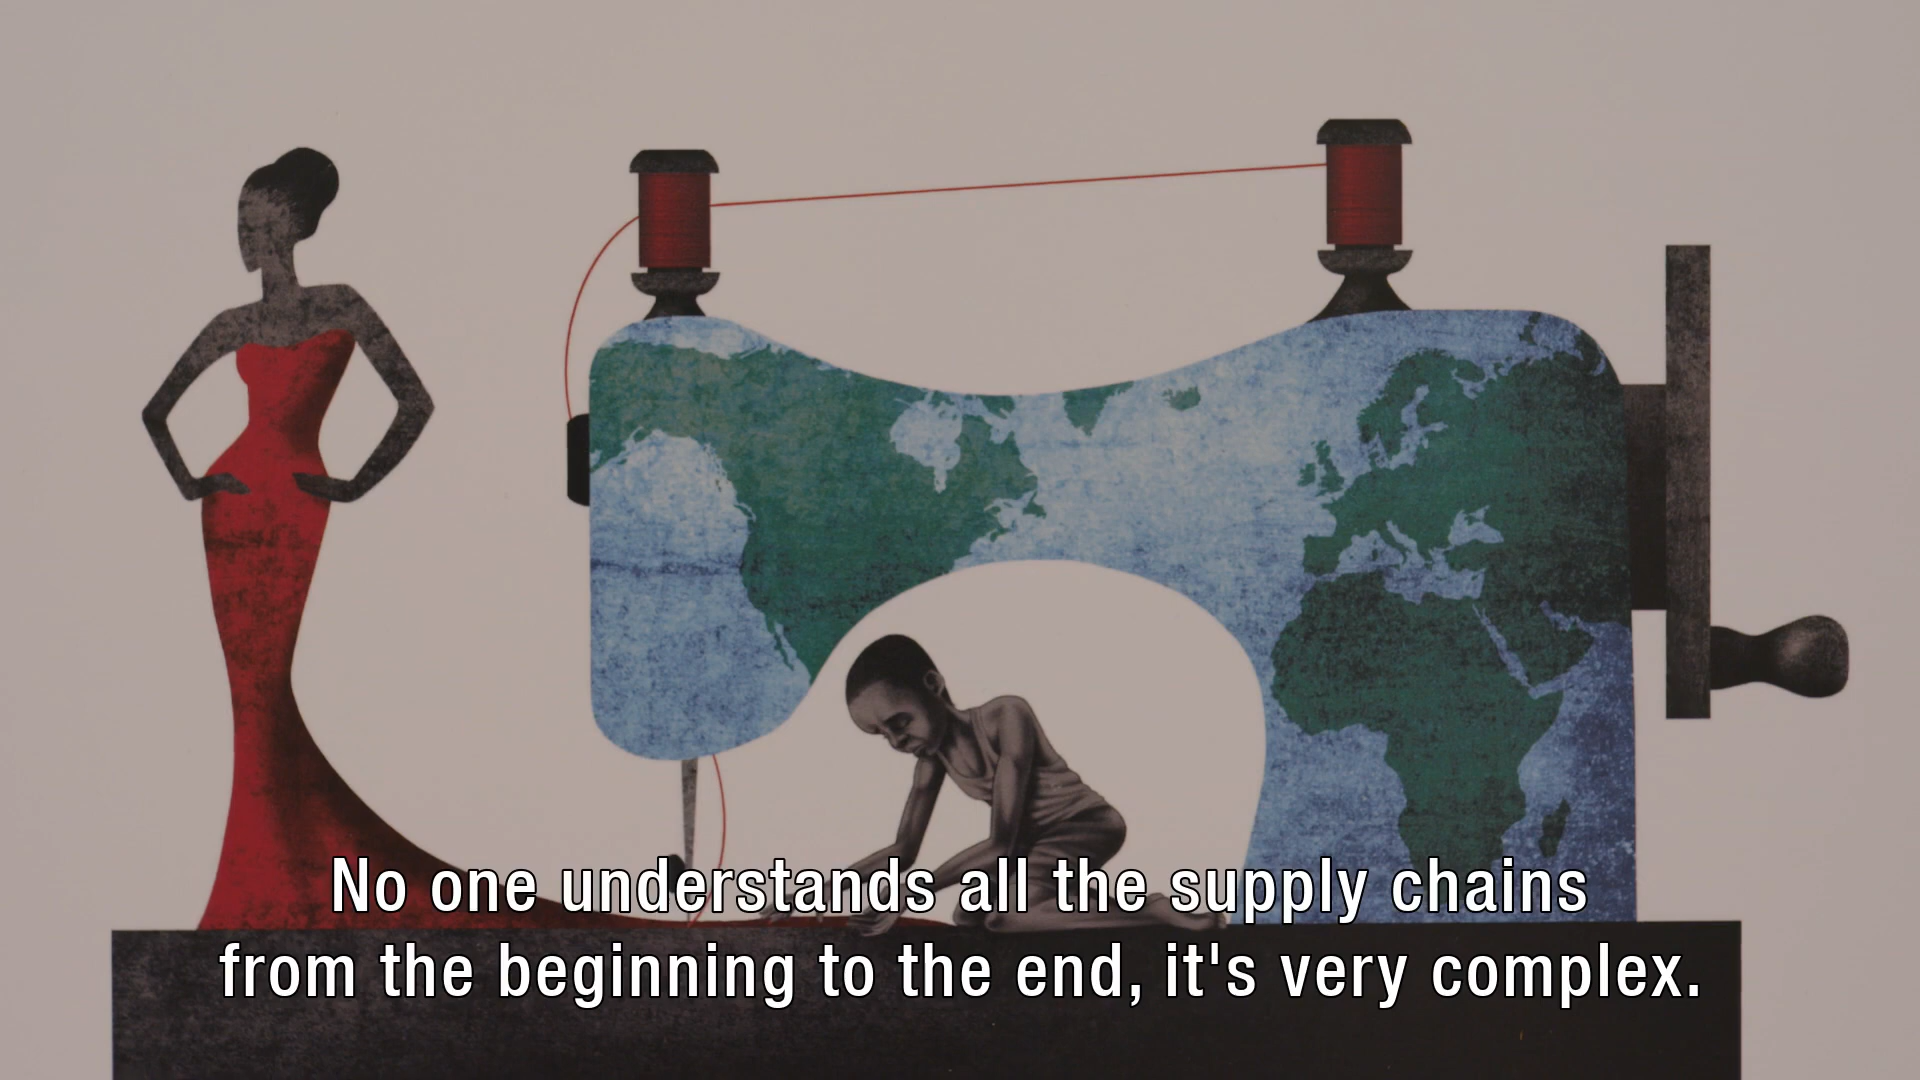 No one understands all the supply chains
from the beginning to the end, it's very complex.